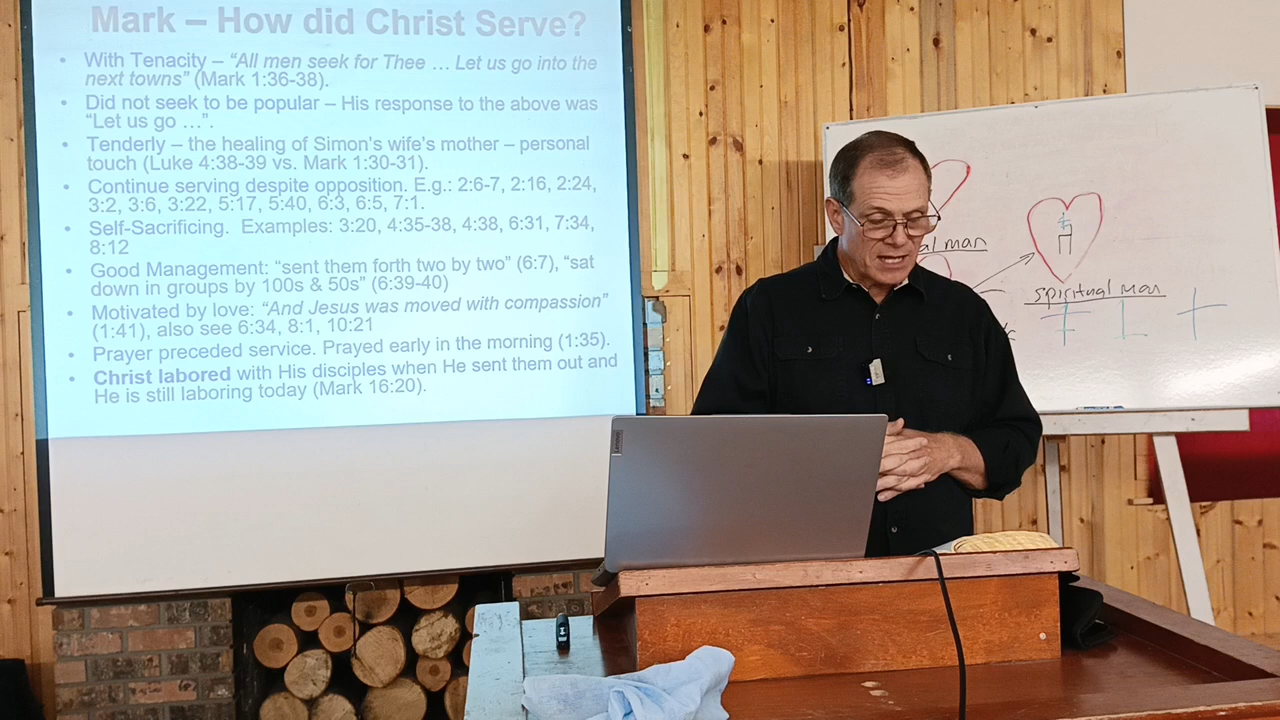 Mark – How did Christ Serve?
• With Tenacity – “All men seek for Thee … Let us go into the
next towns” (Mark 1:36-38).
• Did not seek to be popular – His response to the above was
“Let us go …”.
• Tenderly – the healing of Simon’s wife’s mother – personal
touch (Luke 4:38-39 vs. Mark 1:30-31).
• Continue serving despite opposition. E.g.: 2:6-7, 2:16, 2:24,
3:2, 3:6, 3:22, 5:17, 5:40, 6:3, 6:5, 7:1.
• Self-Sacrificing. Examples: 3:20, 4:35-38, 4:38, 6:31, 7:34,
8:12
• Good Management: “sent them forth two by two” (6:7), “sat
down in groups by 100s & 50s” (6:39-40)
• Motivated by love: “And Jesus was moved with compassion”
(1:41), also see 6:34, 8:1, 10:21
• Prayer preceded service. Prayed early in the morning (1:35).
• Christ labored with His disciples when He sent them out and
He is still laboring today (Mark 16:20).
al man
spiritual man
Lenovo